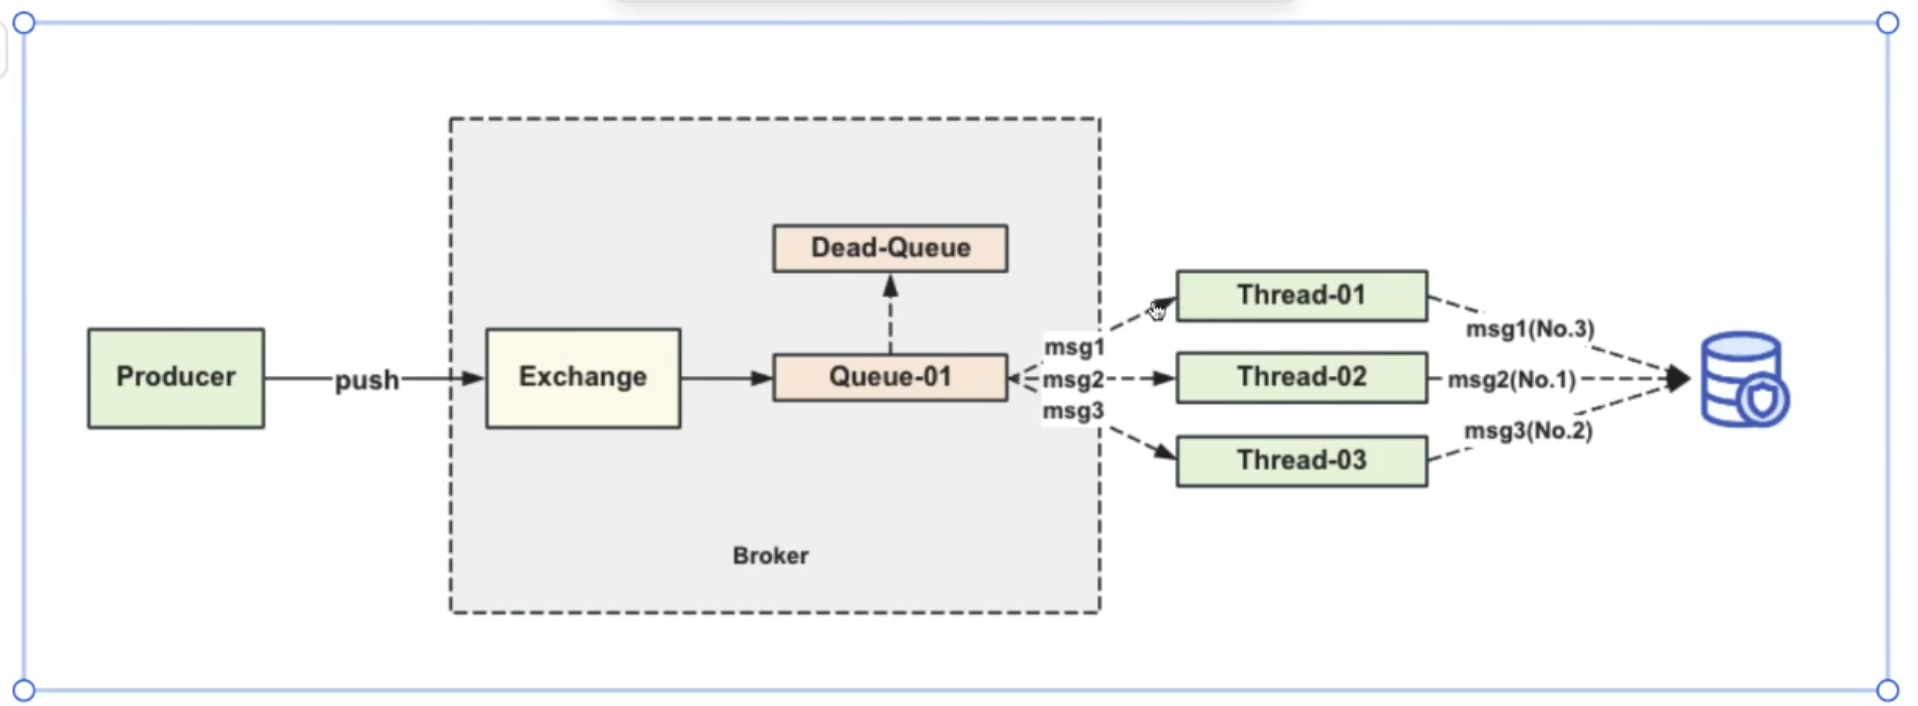 Producer
push
Exchange
Dead-Queue
Queue-01
Broker
msg1
msg2
msg3
Thread-01
Thread-02
Thread-03
msg1(No.3)
msg2(No.1)
msg3(No.2)